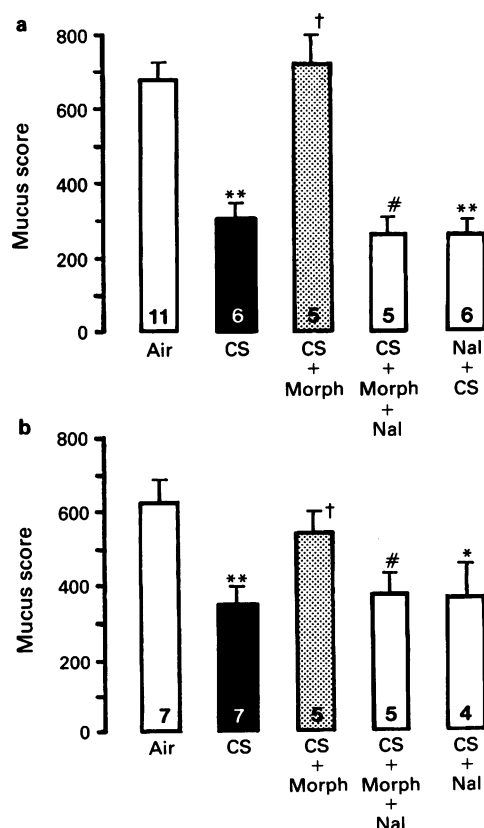 a
800
†
600
400
**
#
**
200
0
11 6 5 5 6
Mucus score
Air CS CS CS Nal
+ + +
Morph Morph CS
+
Nal
b
800
600
†
**
#
*
400
200
0
7 7 5 5 4
Mucus score
Air CS CS CS CS
+ + +
Morph Morph Nal
+
Nal